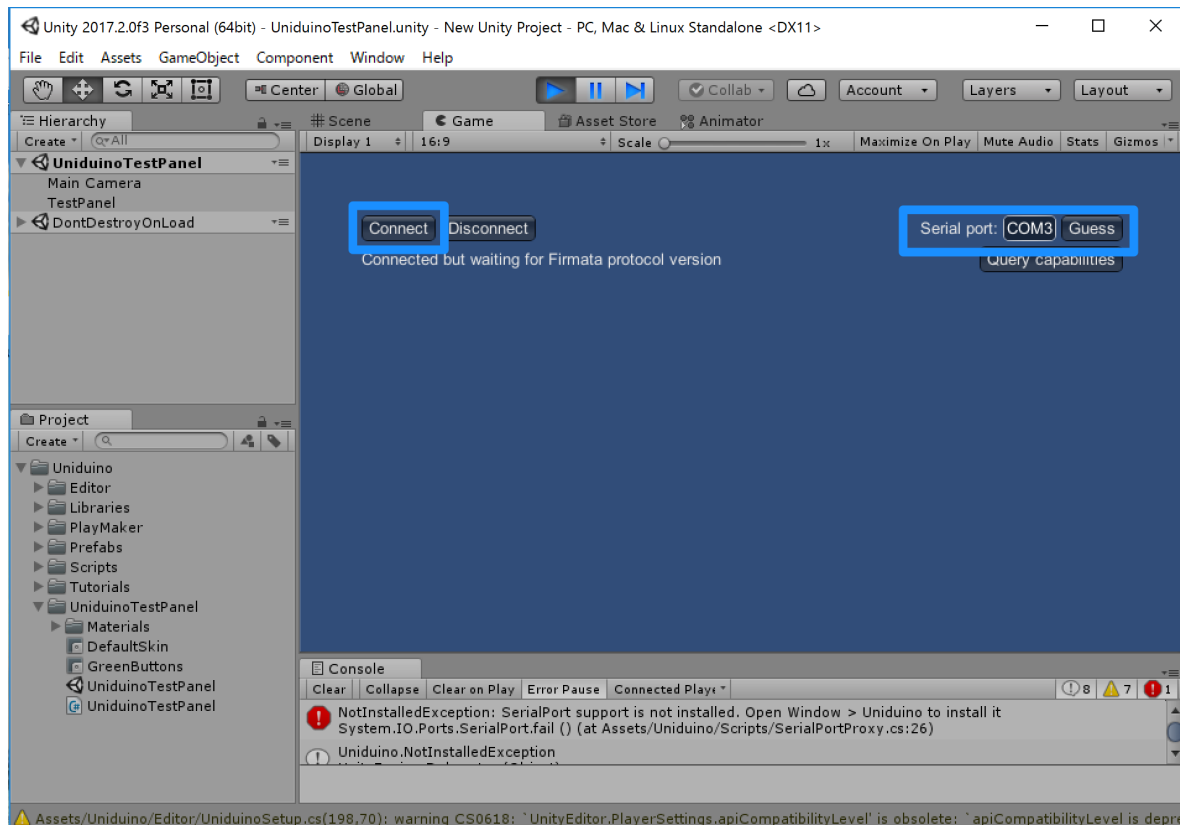 Unity 2017.2.0f3 Personal (64bit) - UniduinoTestPanel.unity - New Unity Project - PC, Mac & Linux Standalone <DX11>
File Edit Assets GameObject Component Window Help
Center Global Collab Account Layers Layout
Hierarchy
Create All
UniduinoTestPanel
Main Camera
TestPanel
DontDestroyOnLoad
Scene Game Asset Store Animator
Display 1 16:9 Scale 1x Maximize On Play Mute Audio Stats Gizmos
Connect Disconnect Serial port: COM3 Guess
Connected but waiting for Firmata protocol version Query capabilities
Project
Create
Uniduino
Editor
Libraries
PlayMaker
Prefabs
Scripts
Tutorials
UniduinoTestPanel
Materials
DefaultSkin
GreenButtons
UniduinoTestPanel
UniduinoTestPanel
Console
Clear Collapse Clear on Play Error Pause Connected Playe 8 7 1
NotInstalledException: SerialPort support is not installed. Open Window > Uniduino to install it
System.IO.Ports.SerialPort.fail () (at Assets/Uniduino/Scripts/SerialPortProxy.cs:26)
Uniduino.NotInstalledException
Assets/Uniduino/Editor/UniduinoSetup.cs(198,70): warning CS0618: `UnityEditor.PlayerSettings.apiCompatibilityLevel' is obsolete: `apiCompatibilityLevel is depre